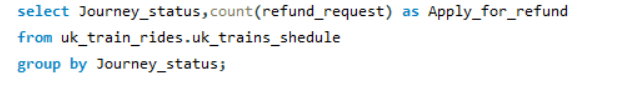 select Journey_status,count(refund_request) as Apply_for_refund
from uk_train_rides.uk_trains_shedule
group by Journey_status;